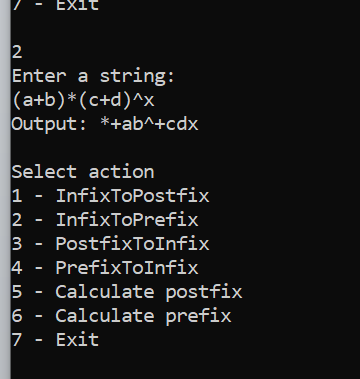 7 - Exit
2
Enter a string:
(a+b)*(c+d)^x
Output: *+ab^+cdx
Select action
1 - InfixToPostfix
2 - InfixToPrefix
3 - PostfixToInfix
4 - PrefixToInfix
5 - Calculate postfix
6 - Calculate prefix
7 - Exit